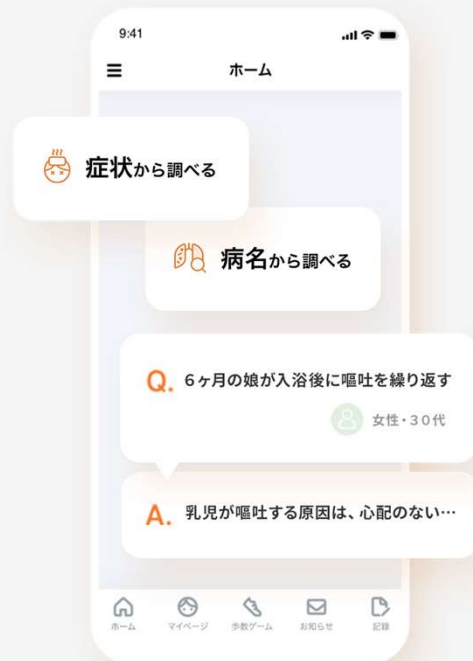 9:41
ホーム
症状から調べる
病名から調べる
Q. 6ヶ月の娘が入浴後に嘔吐を繰り返す
女性・30代
A. 乳児が嘔吐する原因は、心配のない…
ホーム
マイページ
歩数ゲーム
お知らせ
記録